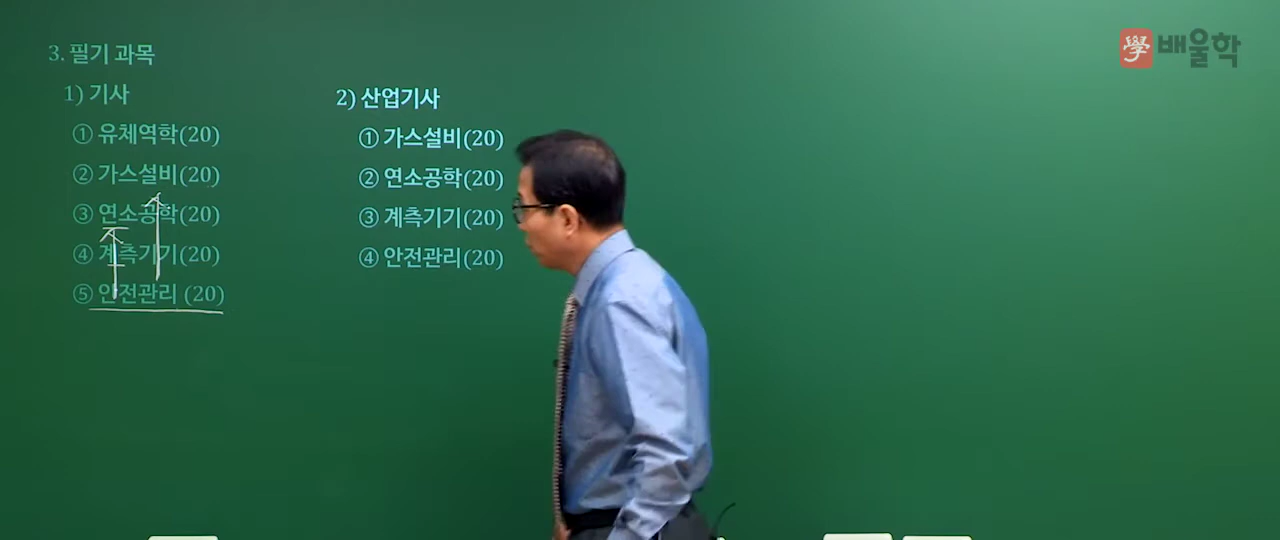 學 배울학
3. 필기 과목
1) 기사
① 유체역학(20)
② 가스설비(20)
③ 연소공학(20)
④ 계측기기(20)
⑤ 안전관리 (20)
2) 산업기사
① 가스설비(20)
② 연소공학(20)
③ 계측기기(20)
④ 안전관리(20)